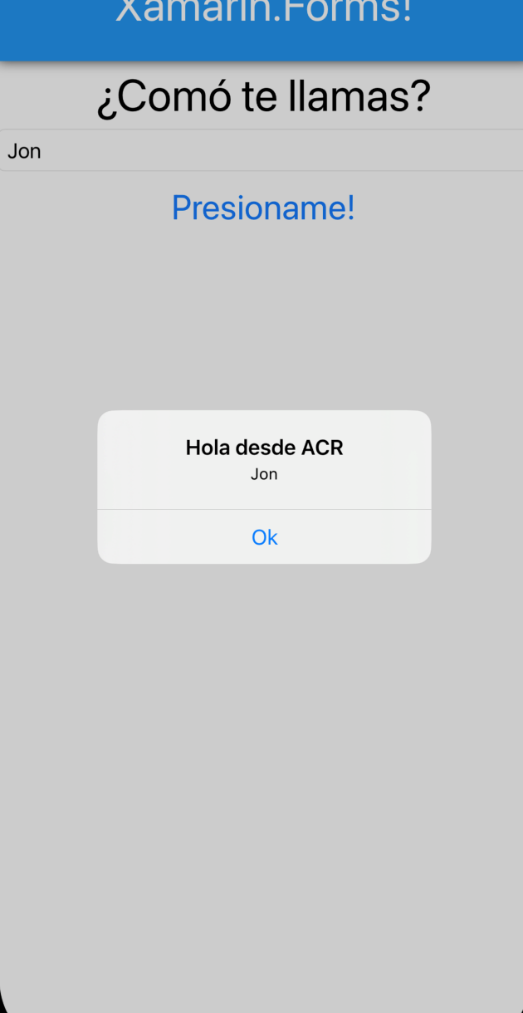 Xamarin.Forms!
¿Comó te llamas?
Jon
Presioname!
Hola desde ACR
Jon
Ok